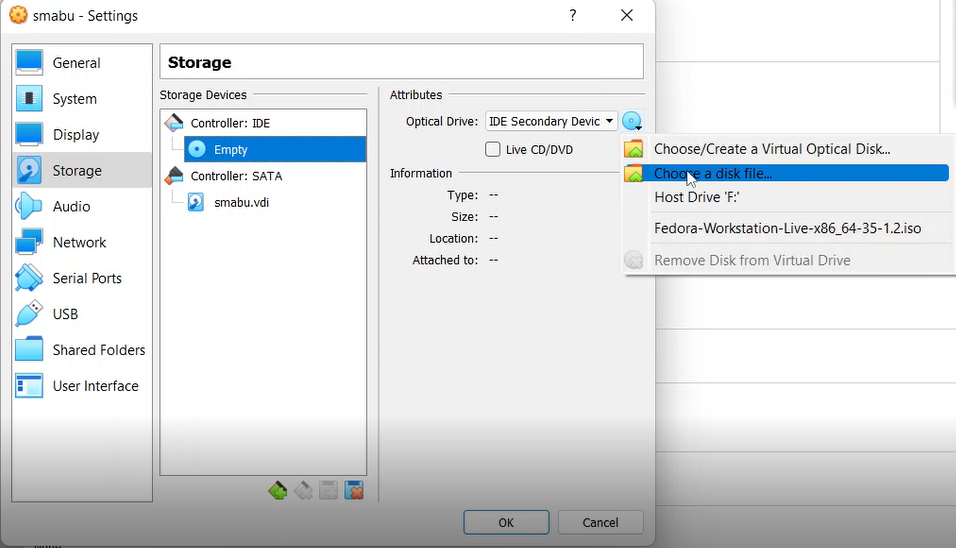 smabu - Settings
?
General
System
Display
Storage
Audio
Network
Serial Ports
USB
Shared Folders
User Interface
Storage
Storage Devices
Controller: IDE
Empty
Controller: SATA
smabu.vdi
Attributes
Optical Drive: IDE Secondary Devic
Live CD/DVD
Information
Type: --
Size: --
Location: --
Attached to: --
Choose/Create a Virtual Optical Disk...
Choose a disk file...
Host Drive 'F:'
Fedora-Workstation-Live-x86_64-35-1.2.iso
Remove Disk from Virtual Drive
OK
Cancel